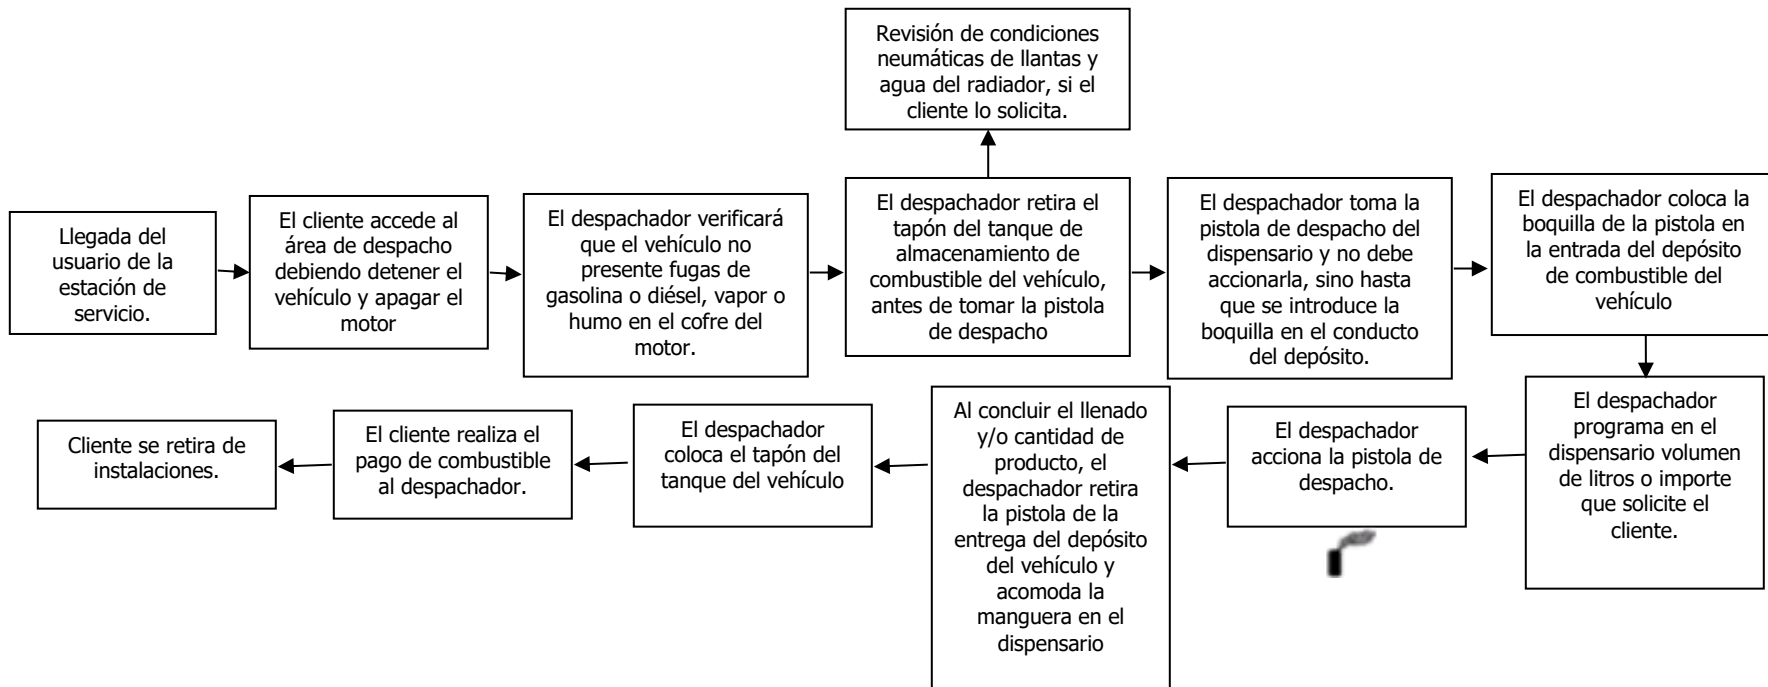 Revisión de condiciones
neumáticas de llantas y
agua del radiador, si el
cliente lo solicita.
Llegada del
usuario de la
estación de
servicio.
El cliente accede al
área de despacho
debiendo detener el
vehículo y apagar el
motor
El despachador verificará
que el vehículo no
presente fugas de
gasolina o diésel, vapor o
humo en el cofre del
motor.
El despachador retira el
tapón del tanque de
almacenamiento de
combustible del vehículo,
antes de tomar la pistola
de despacho
El despachador toma la
pistola de despacho del
dispensario y no debe
accionarla, sino hasta
que se introduce la
boquilla en el conducto
del depósito.
El despachador coloca la
boquilla de la pistola en
la entrada del depósito
de combustible del
vehículo
El despachador
programa en el
dispensario volumen
de litros o importe
que solicite el
cliente.
El despachador
acciona la pistola de
despacho.
Al concluir el llenado
y/o cantidad de
producto, el
despachador retira
la pistola de la
entrega del depósito
del vehículo y
acomoda la
manguera en el
dispensario
El despachador
coloca el tapón del
tanque del vehículo
El cliente realiza el
pago de combustible
al despachador.
Cliente se retira de
instalaciones.